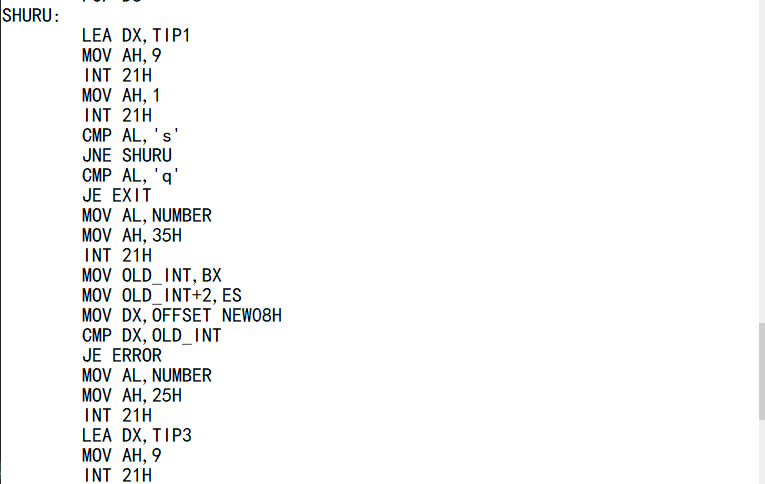 SHURU:
LEA DX,TIP1
MOV AH,9
INT 21H
MOV AH,1
INT 21H
CMP AL,'s'
JNE SHURU
CMP AL,'q'
JE EXIT
MOV AL,NUMBER
MOV AH,35H
INT 21H
MOV OLD_INT,BX
MOV OLD_INT+2,ES
MOV DX,OFFSET NEW08H
CMP DX,OLD_INT
JE ERROR
MOV AL,NUMBER
MOV AH,25H
INT 21H
LEA DX,TIP3
MOV AH,9
INT 21H